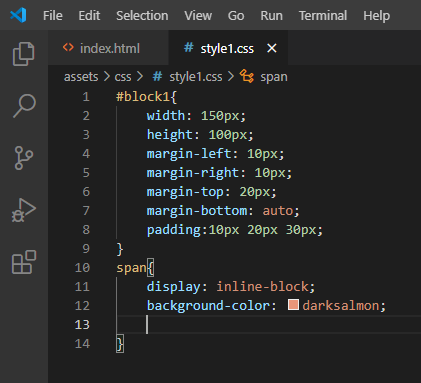 File Edit Selection View Go Run Terminal Help
<> index.html # style1.css ×
assets > css > # style1.css > span
1 #block1{
2 width: 150px;
3 height: 100px;
4 margin-left: 10px;
5 margin-right: 10px;
6 margin-top: 20px;
7 margin-bottom: auto;
8 padding:10px 20px 30px;
9 }
10 span{
11 display: inline-block;
12 background-color: darksalmon;
13
14 }